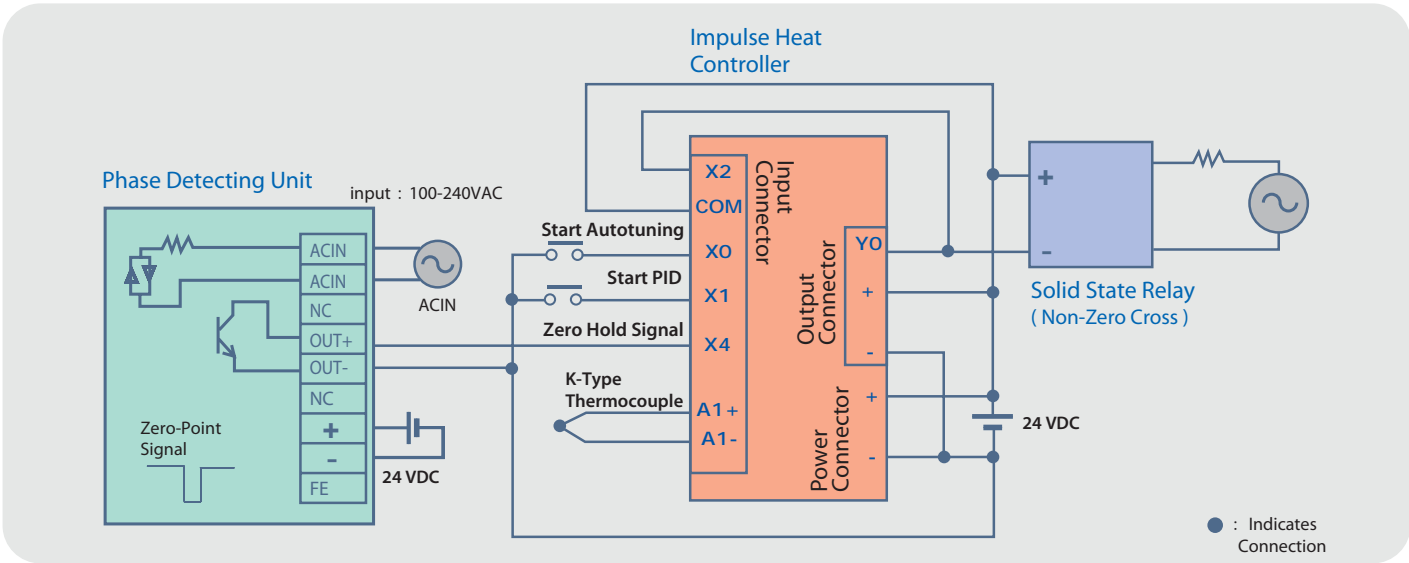 Impulse Heat
Controller
Phase Detecting Unit
input : 100-240VAC
ACIN
ACIN
NC
OUT+
OUT-
NC
+
-
FE
ACIN
Zero-Point
Signal
24 VDC
Start Autotuning
Start PID
Zero Hold Signal
K-Type
Thermocouple
X2
COM
X0
X1
X4
A1+
A1-
Input
Connector
Output
Connector
Y0
+
-
Power
Connector
+
-
24 VDC
+
-
Solid State Relay
( Non-Zero Cross )
: Indicates
Connection